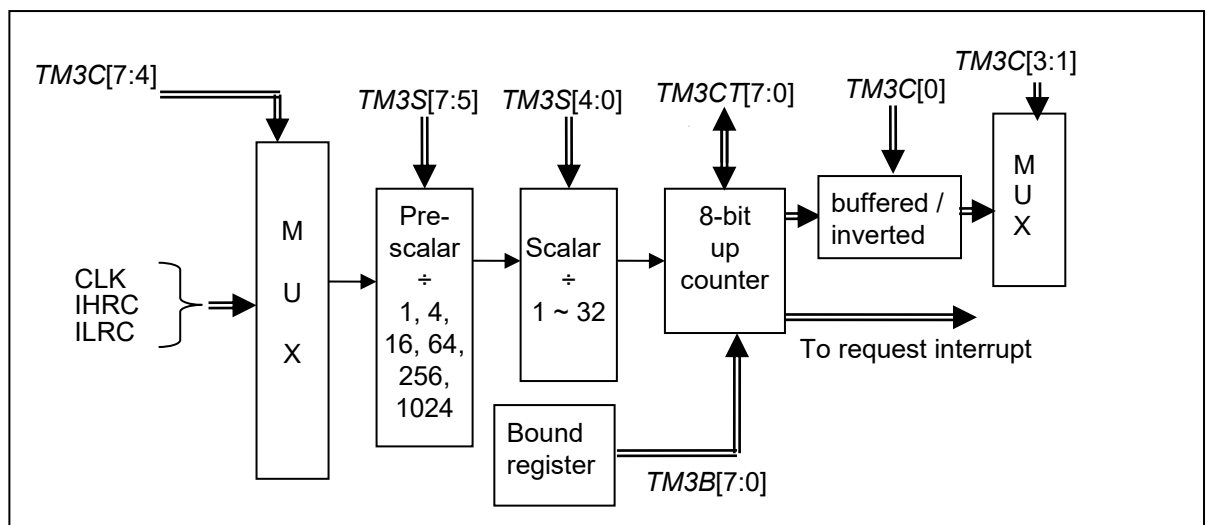 TM3C[7:4]
TM3S[7:5]
TM3S[4:0]
TM3CT[7:0]
TM3C[0]
TM3C[3:1]
CLK
IHRC
ILRC
M
U
X
Pre-
scalar
÷
1, 4,
16, 64,
256,
1024
Scalar
÷
1 ~ 32
8-bit
up
counter
buffered /
inverted
M
U
X
To request interrupt
Bound
register
TM3B[7:0]